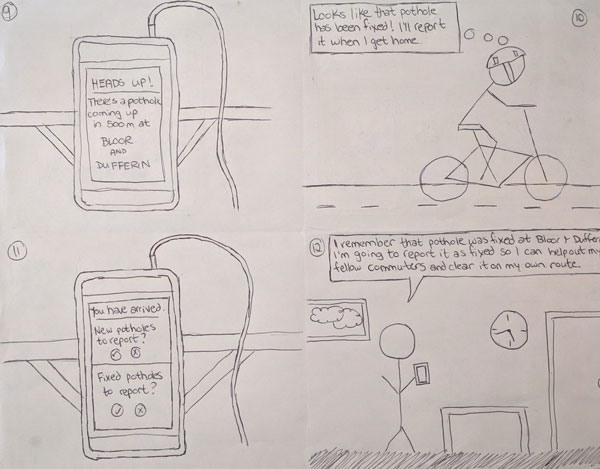 9
HEADS UP!
There's a pothole
coming up
in 500m at
BLOOR
AND
DUFFERIN
10
Looks like that pothole
has been fixed! I'll report
it when I get home.
11
You have arrived.
New potholes
to report?
Fixed potholes
to report?
12
I remember that pothole was fixed at Bloor & Dufferin
I'm going to report it as fixed so I can help out my
fellow commuters and clear it on my own route.